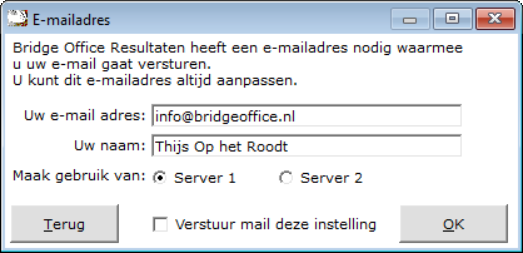 E-mailadres
Bridge Office Resultaten heeft een e-mailadres nodig waarmee
u uw e-mail gaat versturen.
U kunt dit e-mailadres altijd aanpassen.
Uw e-mail adres: info@bridgeoffice.nl
Uw naam: Thijs Op het Roodt
Maak gebruik van: Server 1 Server 2
Terug Verstuur mail deze instelling OK